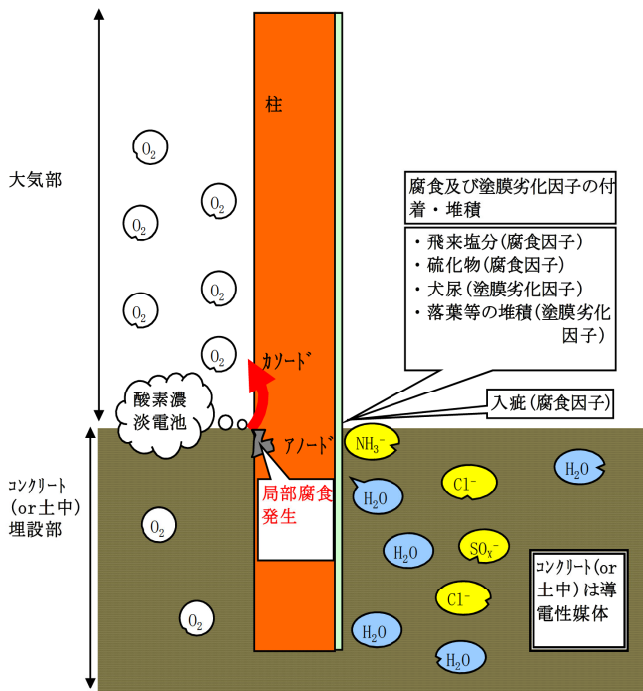 柱
大気部
O₂
O₂
O₂
O₂
O₂
O₂
腐食及び塗膜劣化因子の付
着・堆積
・飛来塩分(腐食因子)
・硫化物(腐食因子)
・犬尿(塗膜劣化因子)
・落葉等の堆積(塗膜劣化
因子)
カソード
酸素濃
淡電池
入疵(腐食因子)
アノード
NH₃⁻
コンクリート
(or土中)
埋設部
局部腐食
発生
H₂O
Cl⁻
H₂O
O₂
H₂O
SOₓ⁻
コンクリート(or
土中)は導
電性媒体
Cl⁻
O₂
H₂O
H₂O